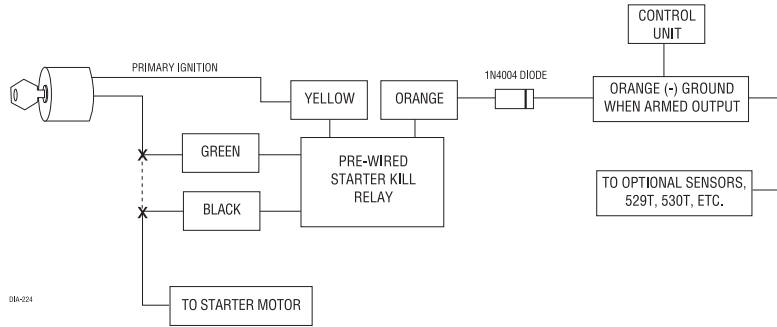 CONTROL
UNIT
PRIMARY IGNITION
1N4004 DIODE
YELLOW
ORANGE
ORANGE (-) GROUND
WHEN ARMED OUTPUT
GREEN
PRE-WIRED
STARTER KILL
RELAY
TO OPTIONAL SENSORS,
529T, 530T, ETC.
BLACK
DIA-224
TO STARTER MOTOR